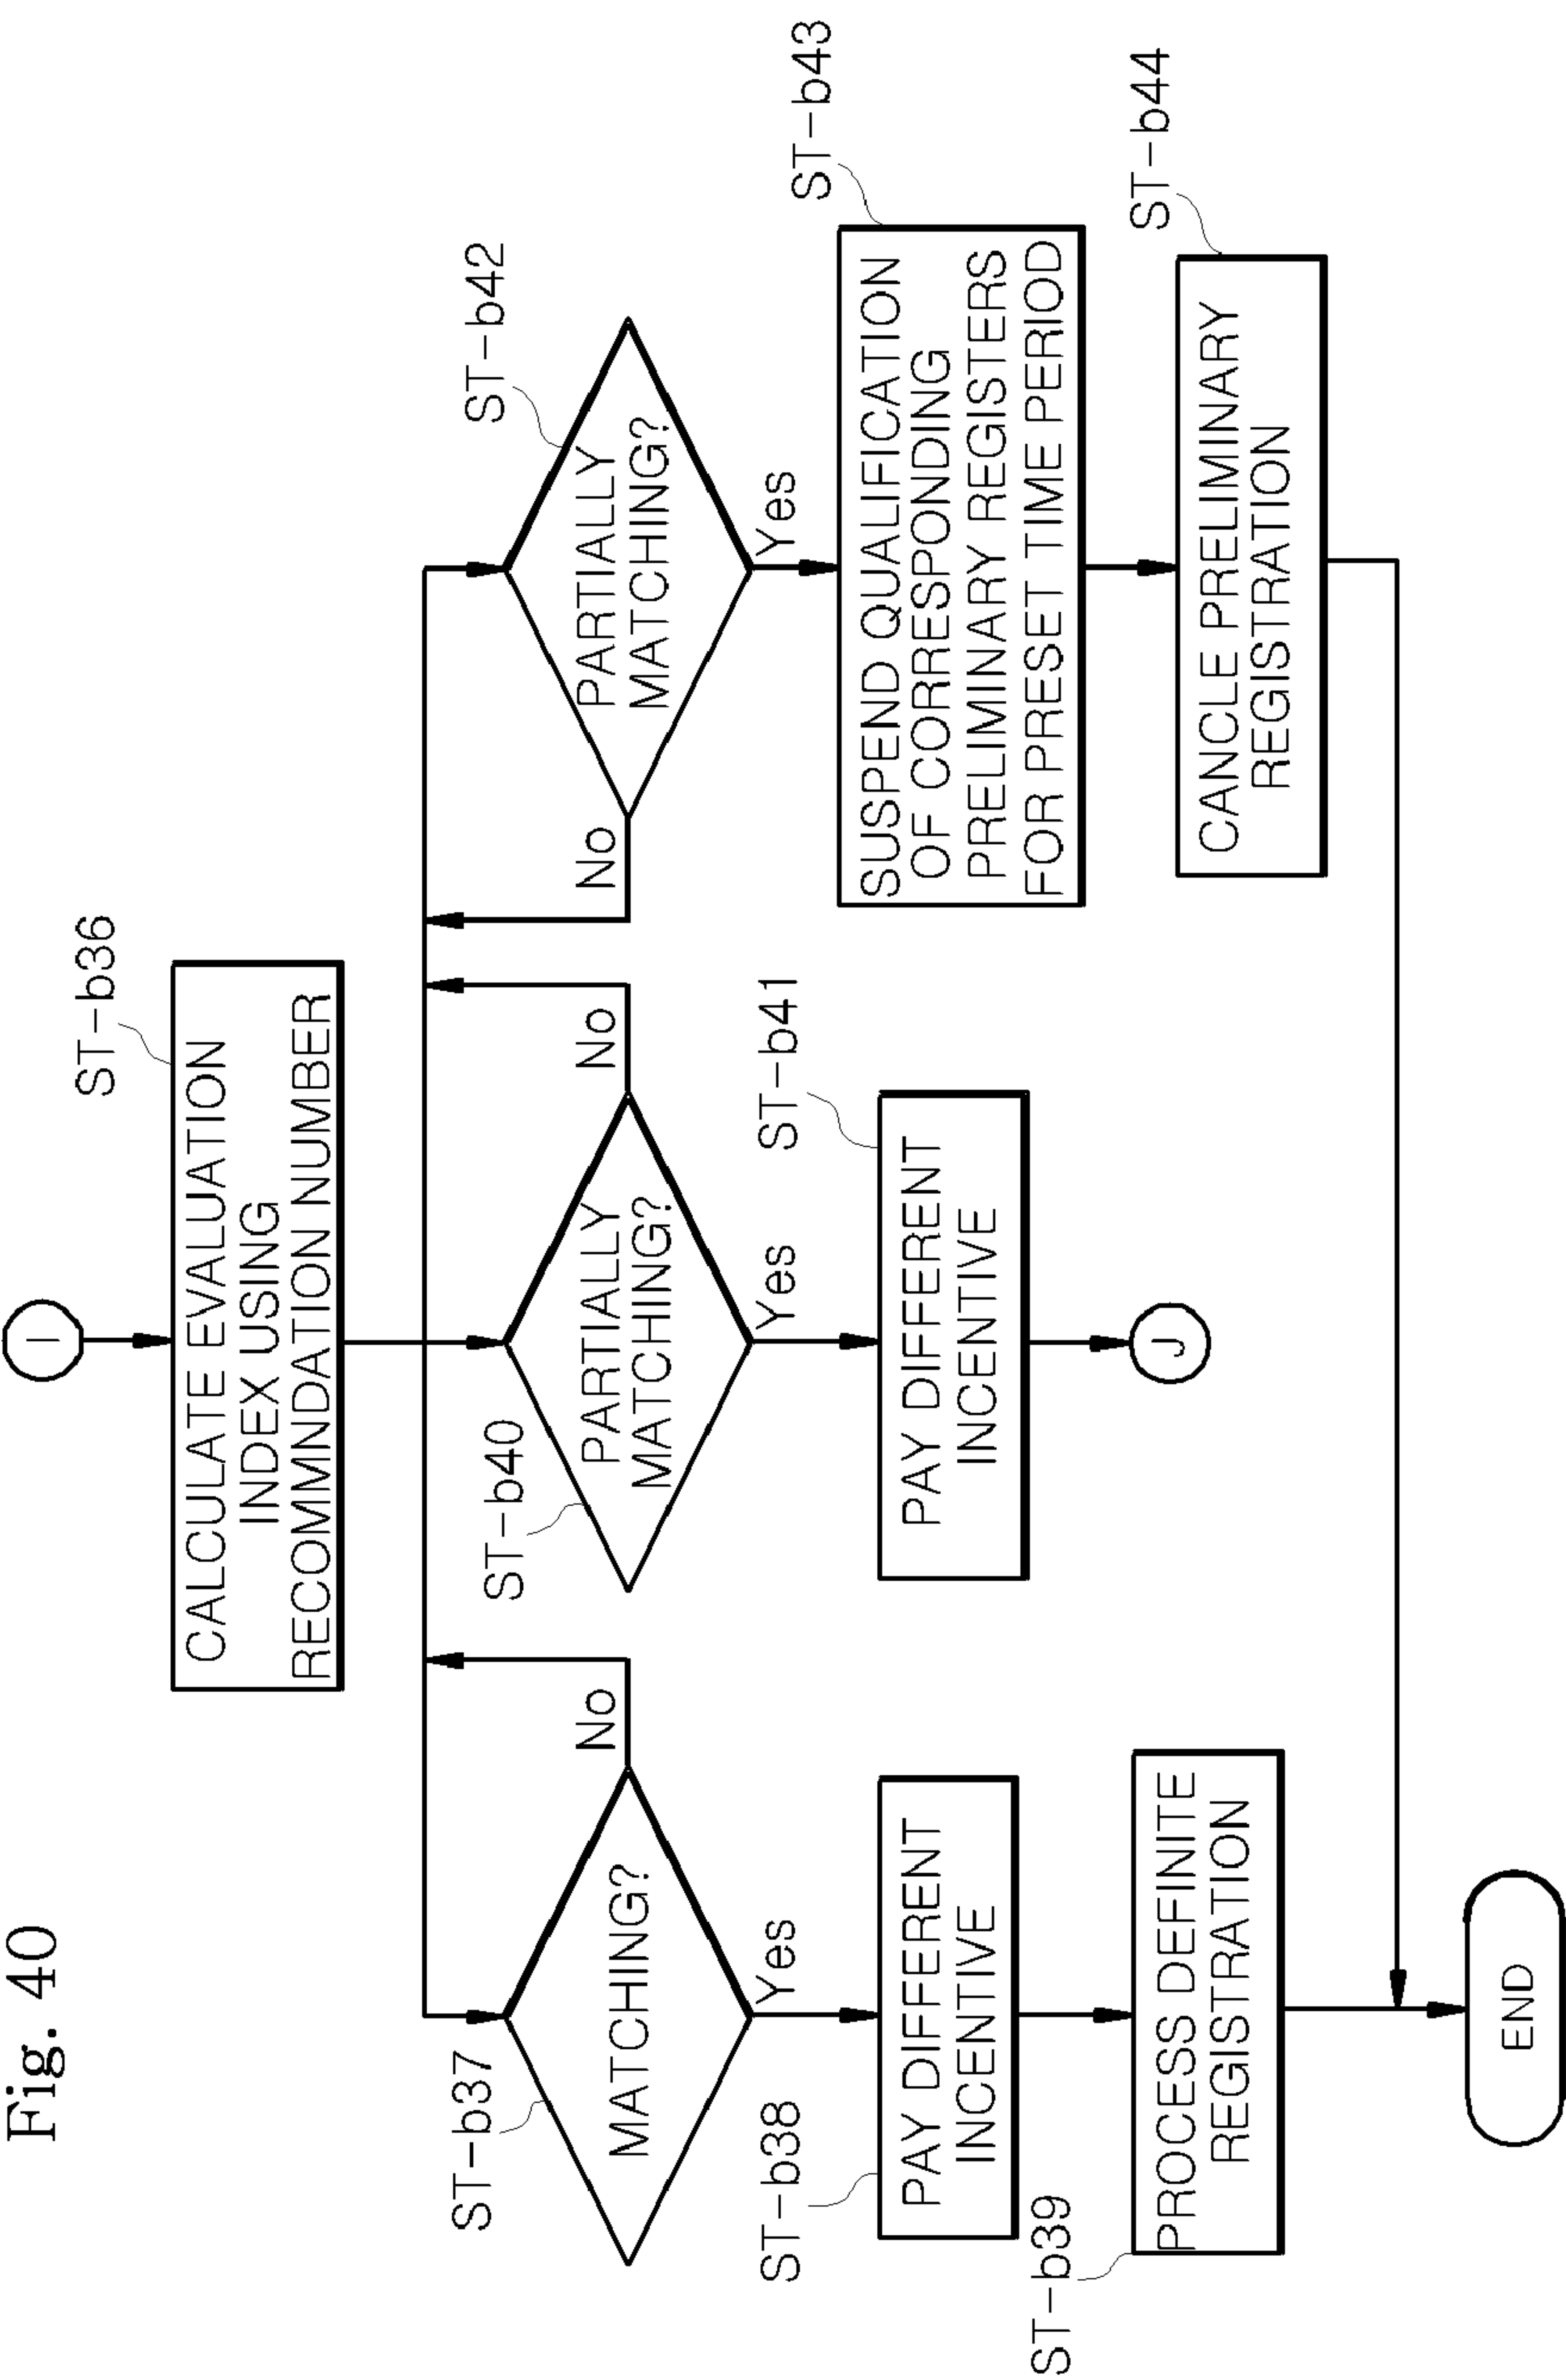 Fig. 40
I
ST-b36
CALCULATE EVALUATION
INDEX USING
RECOMMNDATION NUMBER
ST-b37
MATCHING?
No
Yes
ST-b38
PAY DIFFERENT
INCENTIVE
ST-b39
PROCESS DEFINITE
REGISTRATION
ST-b40
PARTIALLY
MATCHING?
No
Yes
ST-b41
PAY DIFFERENT
INCENTIVE
J
ST-b42
PARTIALLY
MATCHING?
No
Yes
ST-b43
SUSPEND QUALIFICATION
OF CORRESPONDING
PRELIMINARY REGISTERS
FOR PRESET TIME PERIOD
ST-b44
CANCLE PRELIMINARY
REGISTRATION
END